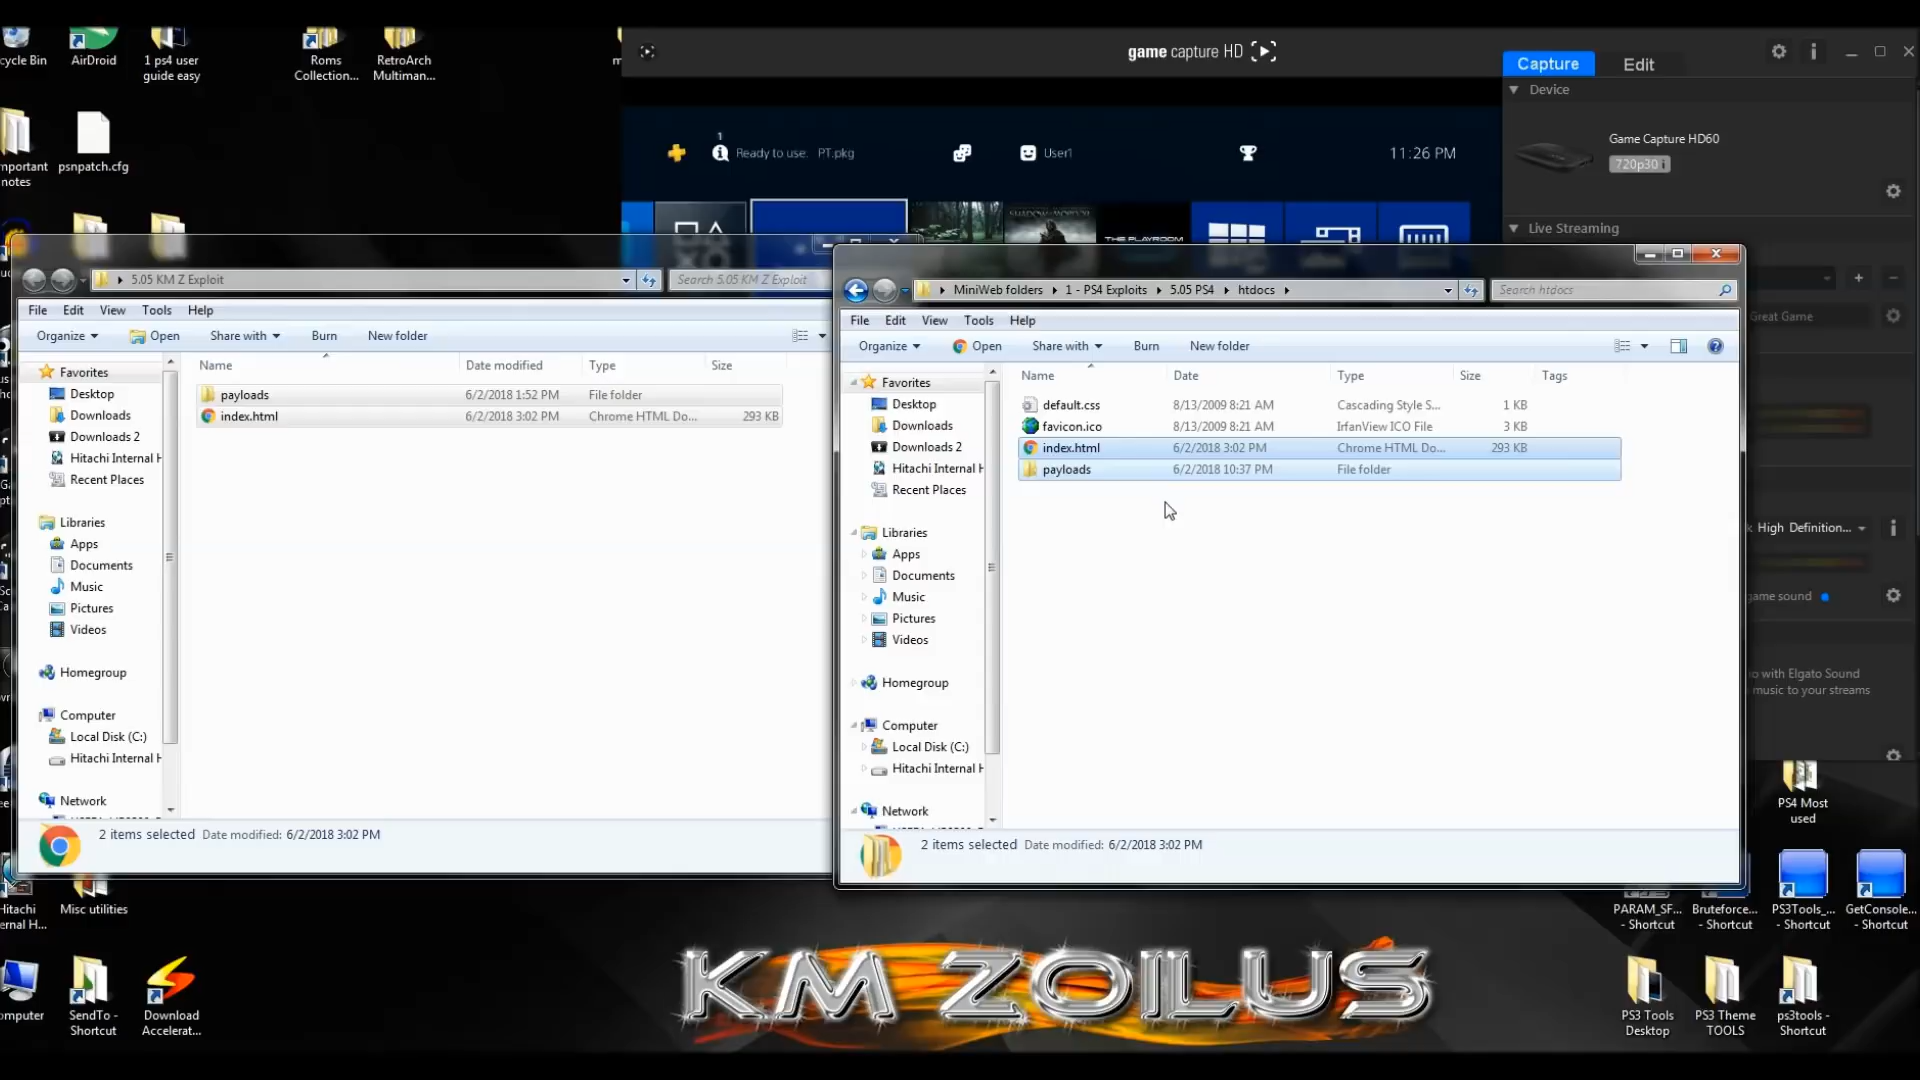 cycle Bin
AirDroid
1 ps4 user
guide easy
Roms
Collection...
RetroArch
Multiman...
game capture HD
Capture
Edit
Device
Game Capture HD60
720p30 i
mportant
notes
psnpatch.cfg
1
Ready to use. PT.pkg
User1
11:26 PM
THE PLAYROOM
Live Streaming
Great Game
High Definition...
game sound
o with Elgato Sound
music to your streams
5.05 KM Z Exploit
Search 5.05 KM Z Exploit
File Edit View Tools Help
Organize Open Share with Burn New folder
Name Date modified Type Size
payloads 6/2/2018 1:52 PM File folder
index.html 6/2/2018 3:02 PM Chrome HTML Do... 293 KB
Favorites
Desktop
Downloads
Downloads 2
Hitachi Internal H
Recent Places
Libraries
Apps
Documents
Music
Pictures
Videos
Homegroup
Computer
Local Disk (C:)
Hitachi Internal H
Network
2 items selected Date modified: 6/2/2018 3:02 PM
MiniWeb folders 1 - PS4 Exploits 5.05 PS4 htdocs
Search htdocs
File Edit View Tools Help
Organize Open Share with Burn New folder
Name Date Type Size Tags
default.css 8/13/2009 8:21 AM Cascading Style S... 1 KB
favicon.ico 8/13/2009 8:21 AM IrfanView ICO File 3 KB
index.html 6/2/2018 3:02 PM Chrome HTML Do... 293 KB
payloads 6/2/2018 10:37 PM File folder
Favorites
Desktop
Downloads
Downloads 2
Hitachi Internal H
Recent Places
Libraries
Apps
Documents
Music
Pictures
Videos
Homegroup
Computer
Local Disk (C:)
Hitachi Internal H
Network
2 items selected Date modified: 6/2/2018 3:02 PM
PS4 Most
used
Hitachi
ernal H...
Misc utilities
PARAM_SF...
- Shortcut
Bruteforce...
- Shortcut
PS3Tools_...
- Shortcut
GetConsole...
- Shortcut
KM ZOILUS
omputer
SendTo -
Shortcut
Download
Accelerat...
PS3 Tools
Desktop
PS3 Theme
TOOLS
ps3tools -
Shortcut